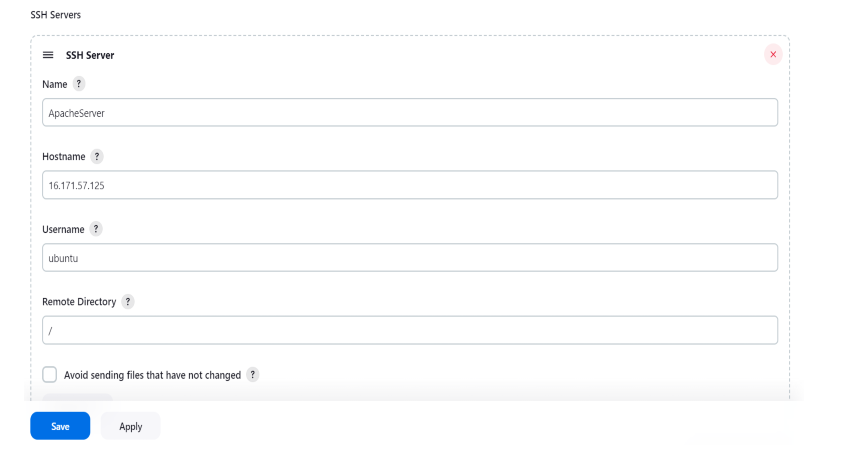 SSH Servers
SSH Server
Name ?
ApacheServer
Hostname ?
16.171.57.125
Username ?
ubuntu
Remote Directory ?
/
Avoid sending files that have not changed ?
Save Apply